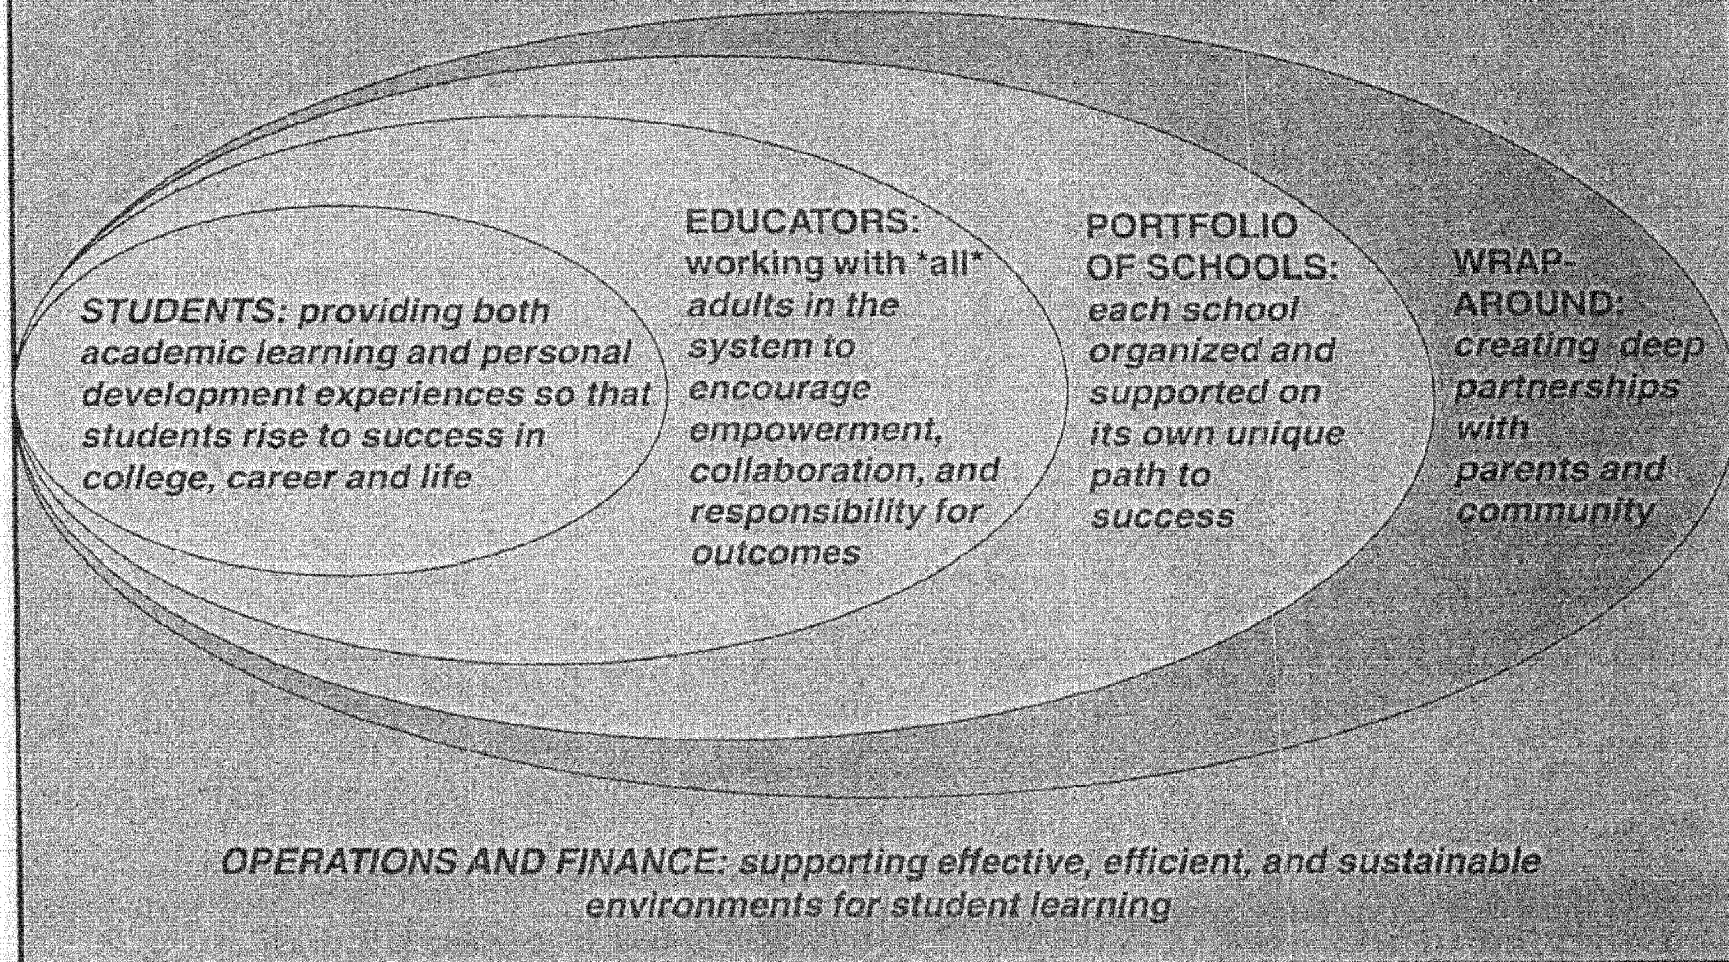 STUDENTS: providing both
academic learning and personal
development experiences so that
students rise to success in
college, career and life
EDUCATORS:
working with *all*
adults in the
system to
encourage
empowerment,
collaboration, and
responsibility for
outcomes
PORTFOLIO
OF SCHOOLS:
each school
organized and
supported on
its own unique
path to
success
WRAP-
AROUND:
creating deep
partnerships
with
parents and
community
OPERATIONS AND FINANCE: supporting effective, efficient, and sustainable
environments for student learning